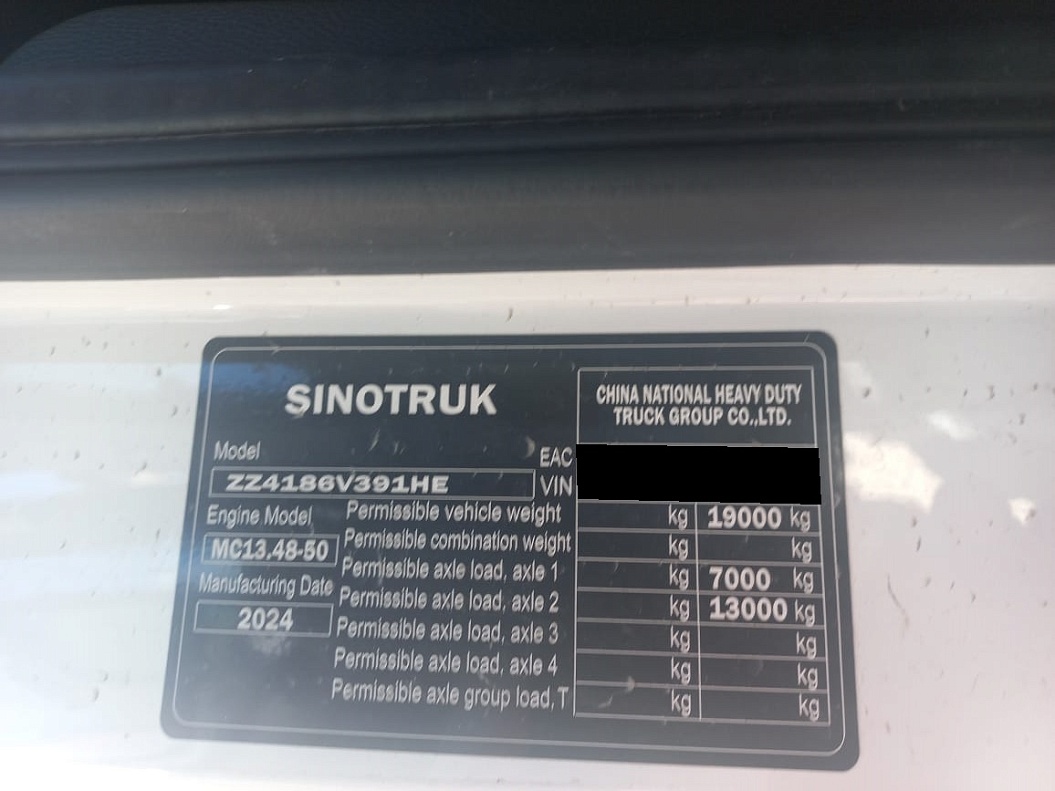 SINOTRUK
CHINA NATIONAL HEAVY DUTY
TRUCK GROUP CO.,LTD.
Model
EAC
ZZ4186V391HE
VIN
Engine Model
Permissible vehicle weight kg 19000 kg
MC13.48-50
Permissible combination weight kg kg
Manufacturing Date
Permissible axle load, axle 1 kg 7000 kg
2024
Permissible axle load, axle 2 kg 13000 kg
Permissible axle load, axle 3 kg kg
Permissible axle load, axle 4 kg kg
Permissible axle group load, T kg kg